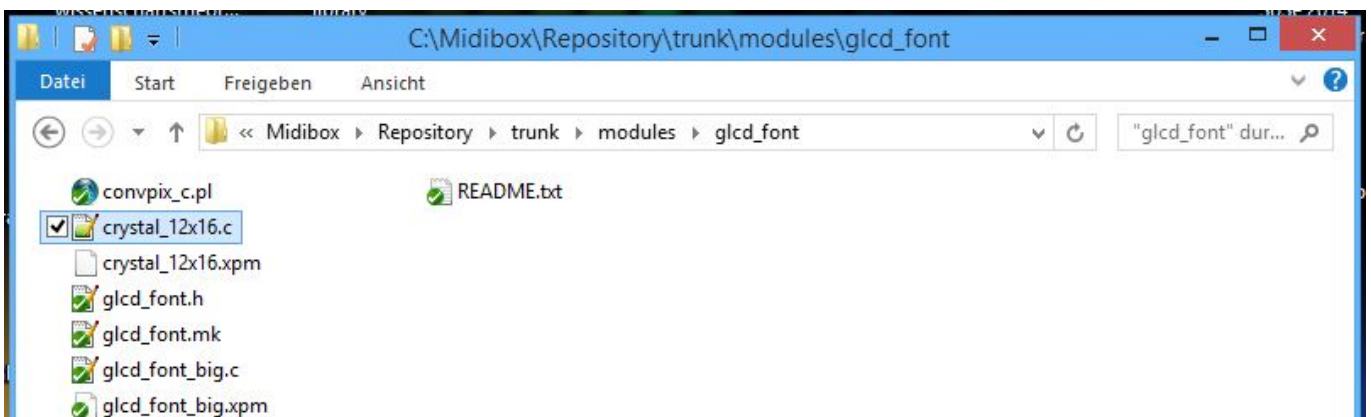 C:\Midibox\Repository\trunk\modules\glcd_font
Datei Start Freigeben Ansicht
« Midibox Repository trunk modules glcd_font "glcd_font" dur...
convpix_c.pl README.txt
crystal_12x16.c
crystal_12x16.xpm
glcd_font.h
glcd_font.mk
glcd_font_big.c
glcd_font_big.xpm